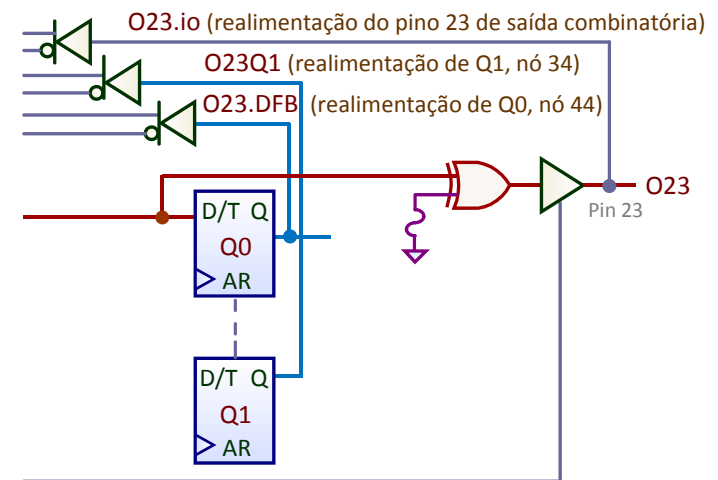 O23.io (realimentação do pino 23 de saída combinatória)
O23Q1 (realimentação de Q1, nó 34)
O23.DFB (realimentação de Q0, nó 44)
O23
Pin 23
D/T Q
Q0
AR
D/T Q
Q1
AR